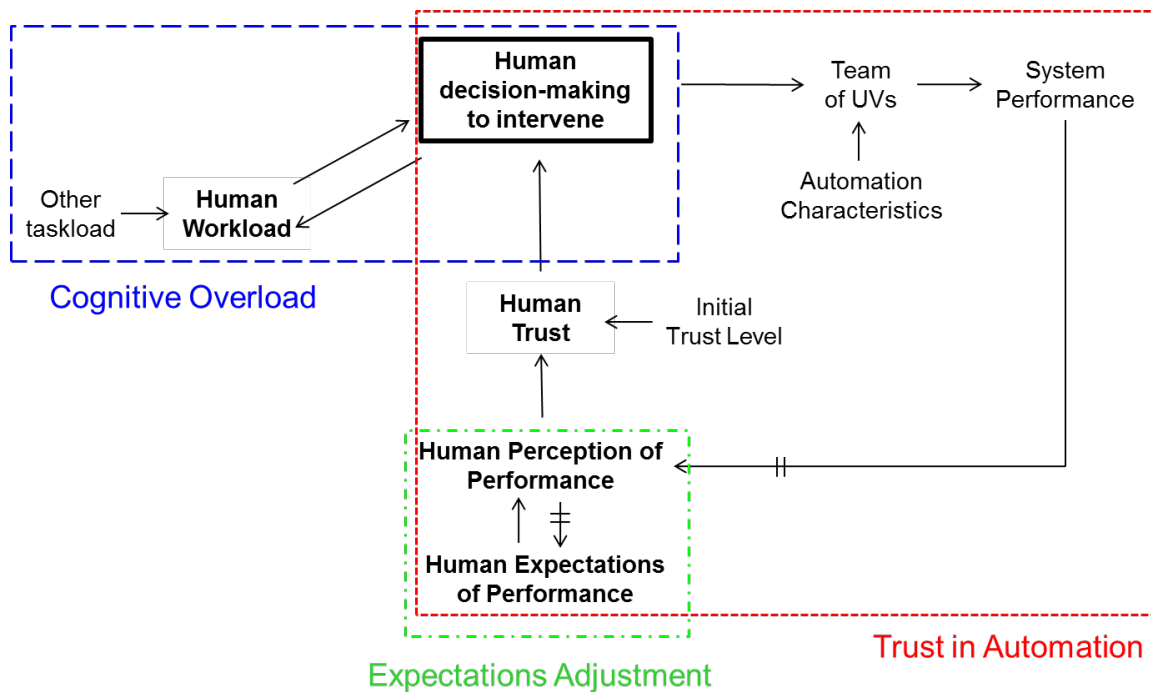 Human
decision-making
to intervene
Team
of UVs
System
Performance
Other
taskload
Human
Workload
Automation
Characteristics
Cognitive Overload
Human
Trust
Initial
Trust Level
Human Perception of
Performance
Human Expectations
of Performance
Trust in Automation
Expectations Adjustment